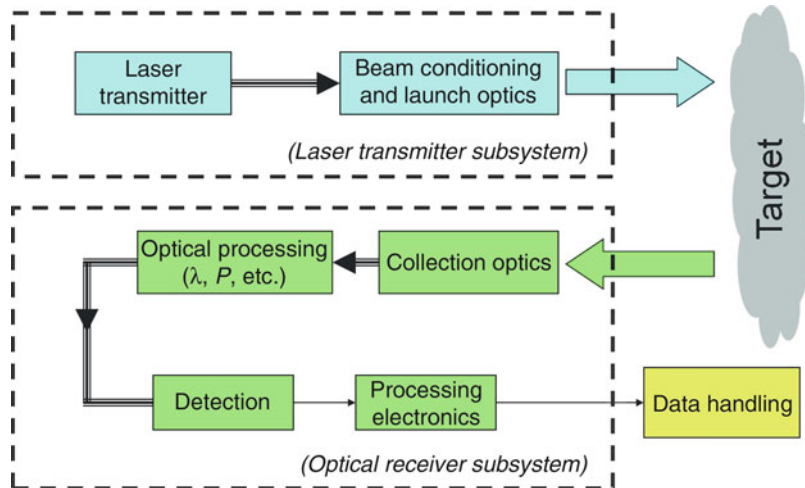 Laser
transmitter
Beam conditioning
and launch optics
(Laser transmitter subsystem)
Target
Optical processing
(λ, P, etc.)
Collection optics
Detection
Processing
electronics
Data handling
(Optical receiver subsystem)